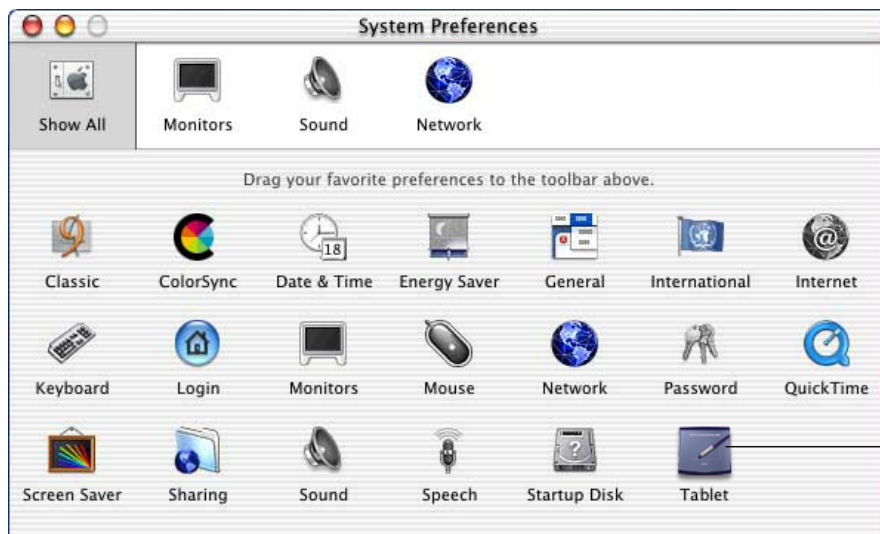 System Preferences
Show All Monitors Sound Network
Drag your favorite preferences to the toolbar above.
18
Classic ColorSync Date & Time Energy Saver General International Internet
Keyboard Login Monitors Mouse Network Password QuickTime
Screen Saver Sharing Sound Speech Startup Disk Tablet